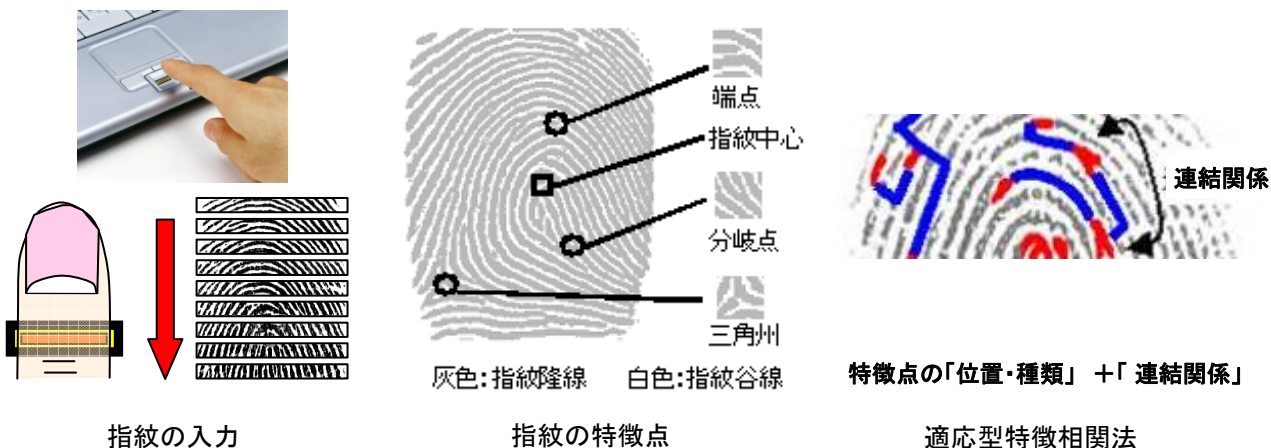 端点
指紋中心
分岐点
三角州
灰色:指紋隆線 白色:指紋谷線
連結関係
特徴点の「位置・種類」 +「 連結関係」
指紋の入力
指紋の特徴点
適応型特徴相関法